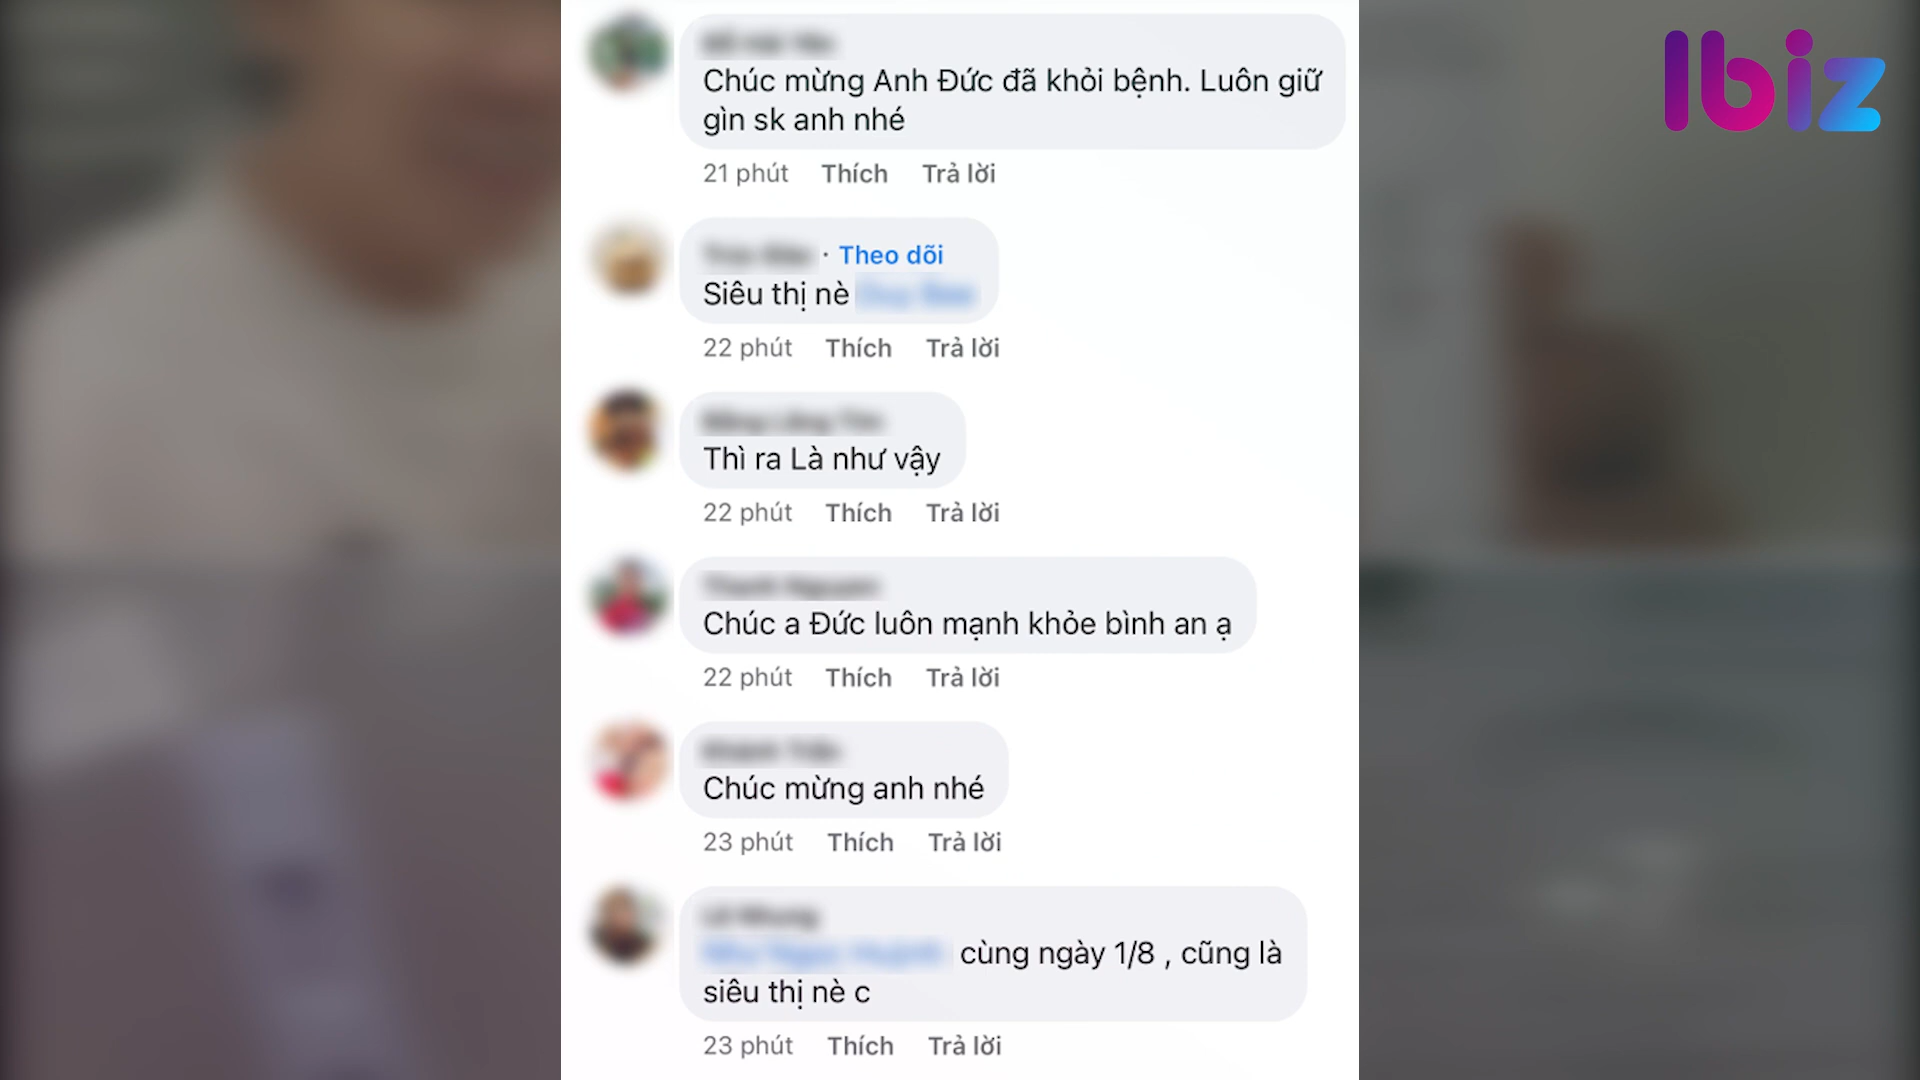 Ibiz
Chúc mừng Anh Đức đã khỏi bệnh. Luôn giữ
gìn sk anh nhé
21 phút Thích Trả lời
· Theo dõi
Siêu thị nè
22 phút Thích Trả lời
Thì ra Là như vậy
22 phút Thích Trả lời
Chúc a Đức luôn mạnh khỏe bình an ạ
22 phút Thích Trả lời
Chúc mừng anh nhé
23 phút Thích Trả lời
cùng ngày 1/8 , cũng là
siêu thị nè c
23 phút Thích Trả lời